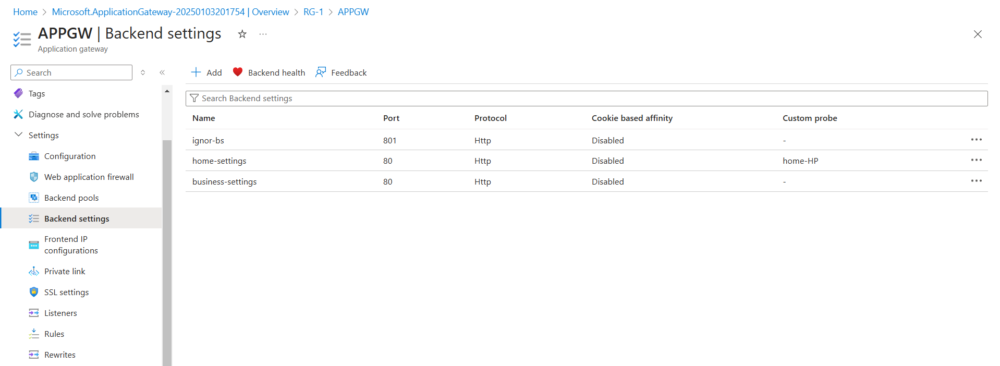 Home > Microsoft.ApplicationGateway-20250103201754 | Overview > RG-1 > APPGW
APPGW | Backend settings
Application gateway
Search
Tags
Diagnose and solve problems
Settings
Configuration
Web application firewall
Backend pools
Backend settings
Frontend IP
configurations
Private link
SSL settings
Listeners
Rules
Rewrites
Add Backend health Feedback
Search Backend settings
Name Port Protocol Cookie based affinity Custom probe
ignor-bs 801 Http Disabled -
home-settings 80 Http Disabled home-HP
business-settings 80 Http Disabled -